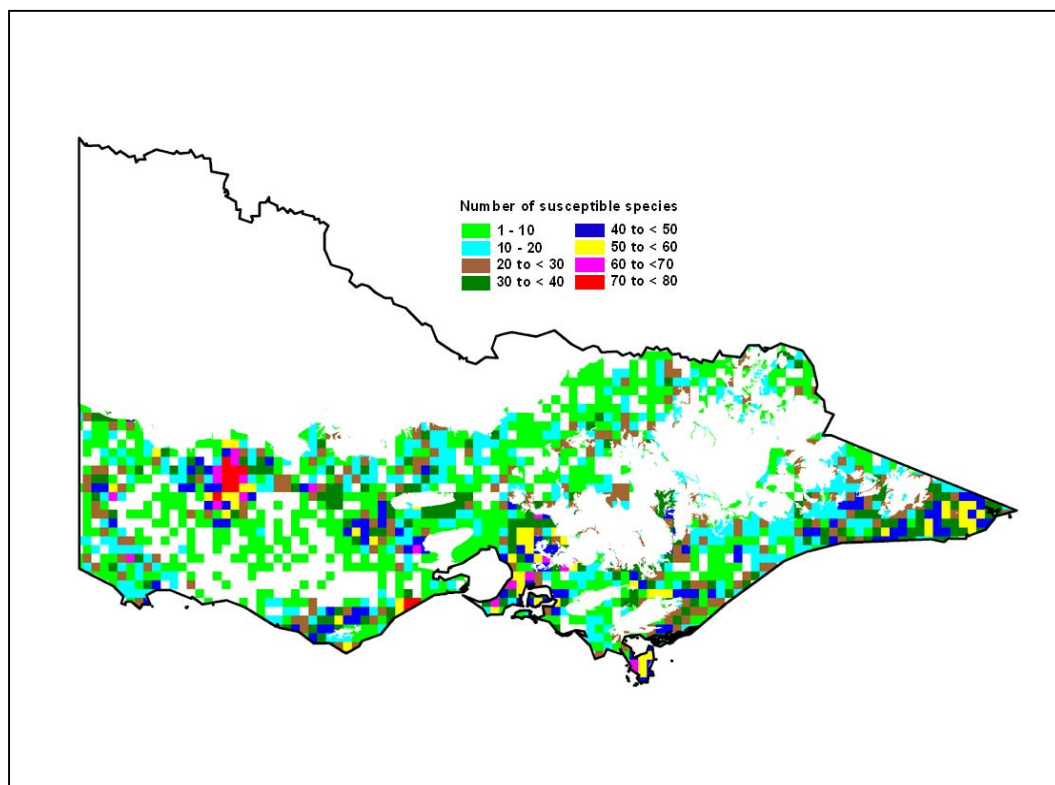 Number of susceptible species
1 - 10
10 - 20
20 to < 30
30 to < 40
40 to < 50
50 to < 60
60 to <70
70 to < 80